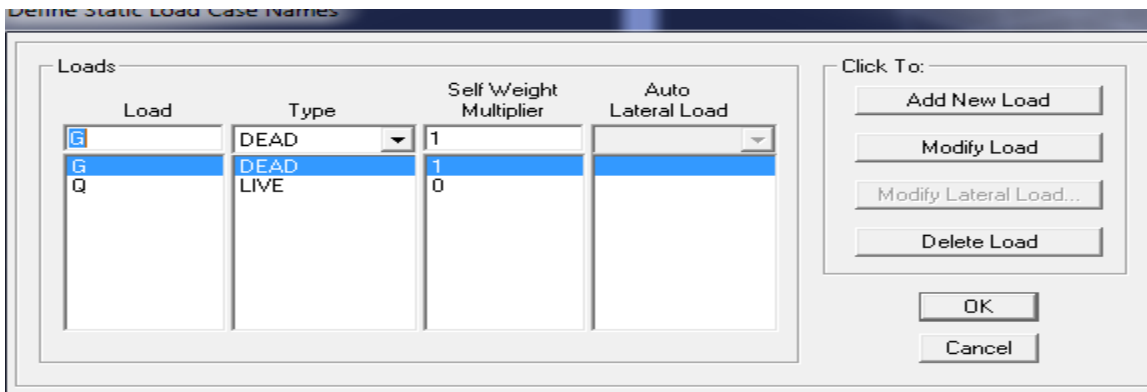 Define Static Load Case Names
Loads
Click To:
Load Type Self Weight Multiplier Auto Lateral Load
G DEAD 1
G DEAD 1
Q LIVE 0
Add New Load
Modify Load
Modify Lateral Load...
Delete Load
OK
Cancel